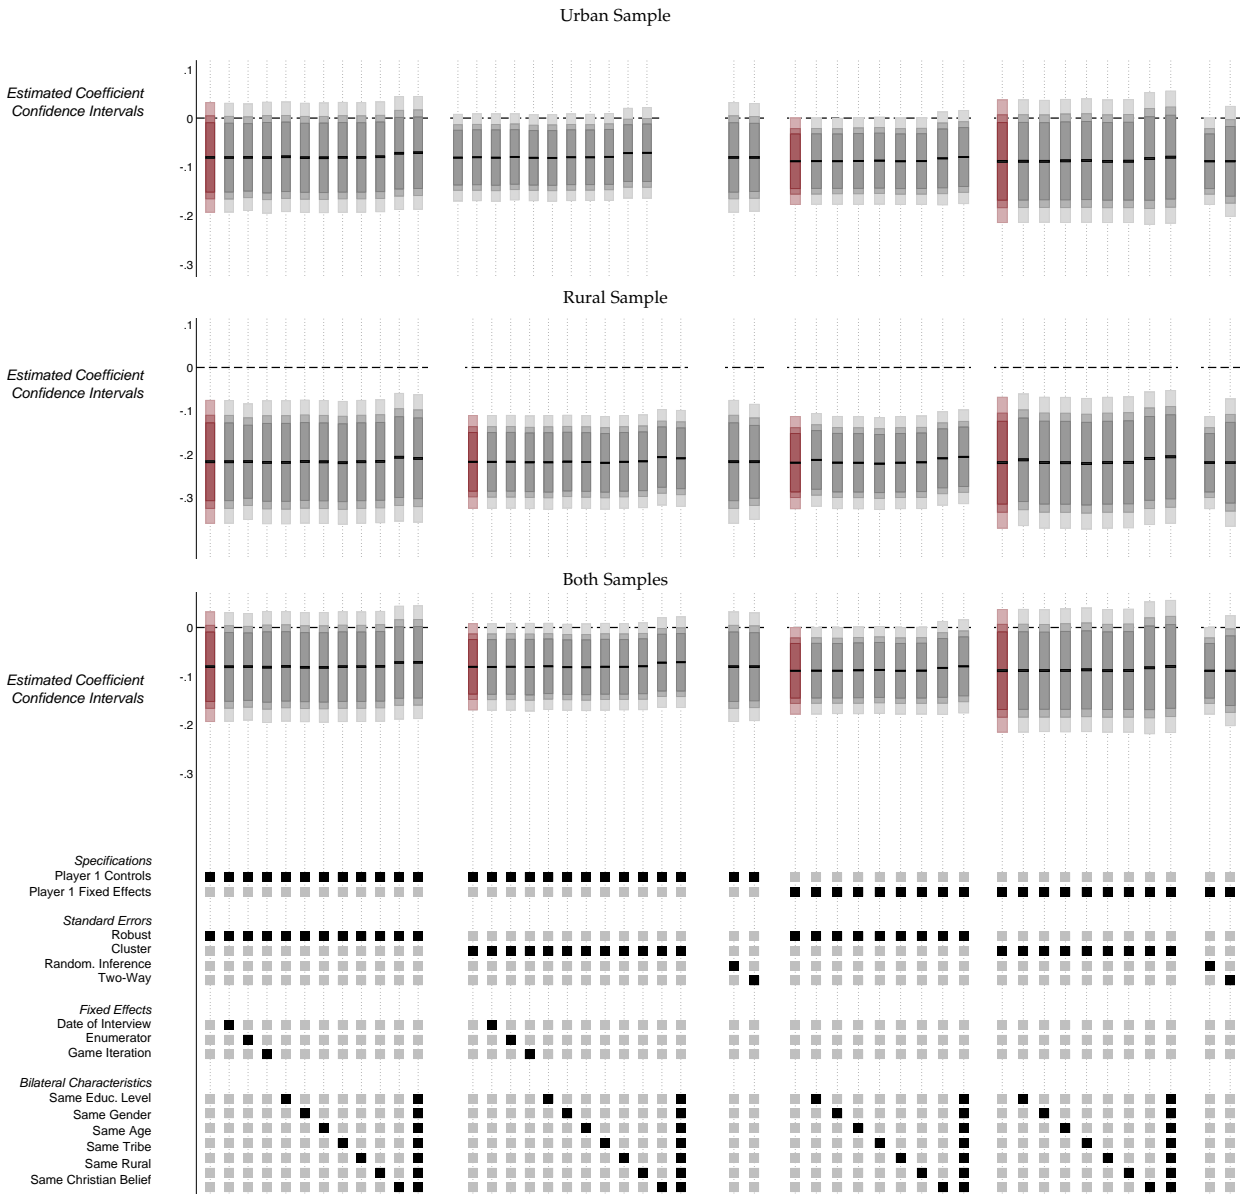 Urban Sample
Estimated Coefficient
Confidence Intervals
.1
0
-.1
-.2
-.3
Rural Sample
Estimated Coefficient
Confidence Intervals
.1
0
-.1
-.2
-.3
Both Samples
Estimated Coefficient
Confidence Intervals
0
-.1
-.2
-.3
Specifications
Player 1 Controls
Player 1 Fixed Effects
Standard Errors
Robust
Cluster
Random. Inference
Two-Way
Fixed Effects
Date of Interview
Enumerator
Game Iteration
Bilateral Characteristics
Same Educ. Level
Same Gender
Same Age
Same Tribe
Same Rural
Same Christian Belief